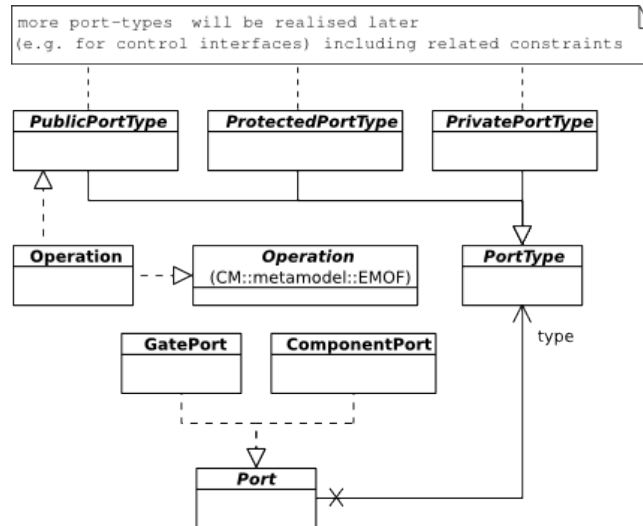 more port-types will be realised later
(e.g. for control interfaces) including related constraints
PublicPortType
ProtectedPortType
PrivatePortType
Operation
Operation
(CM::metamodel::EMOF)
PortType
type
GatePort
ComponentPort
Port